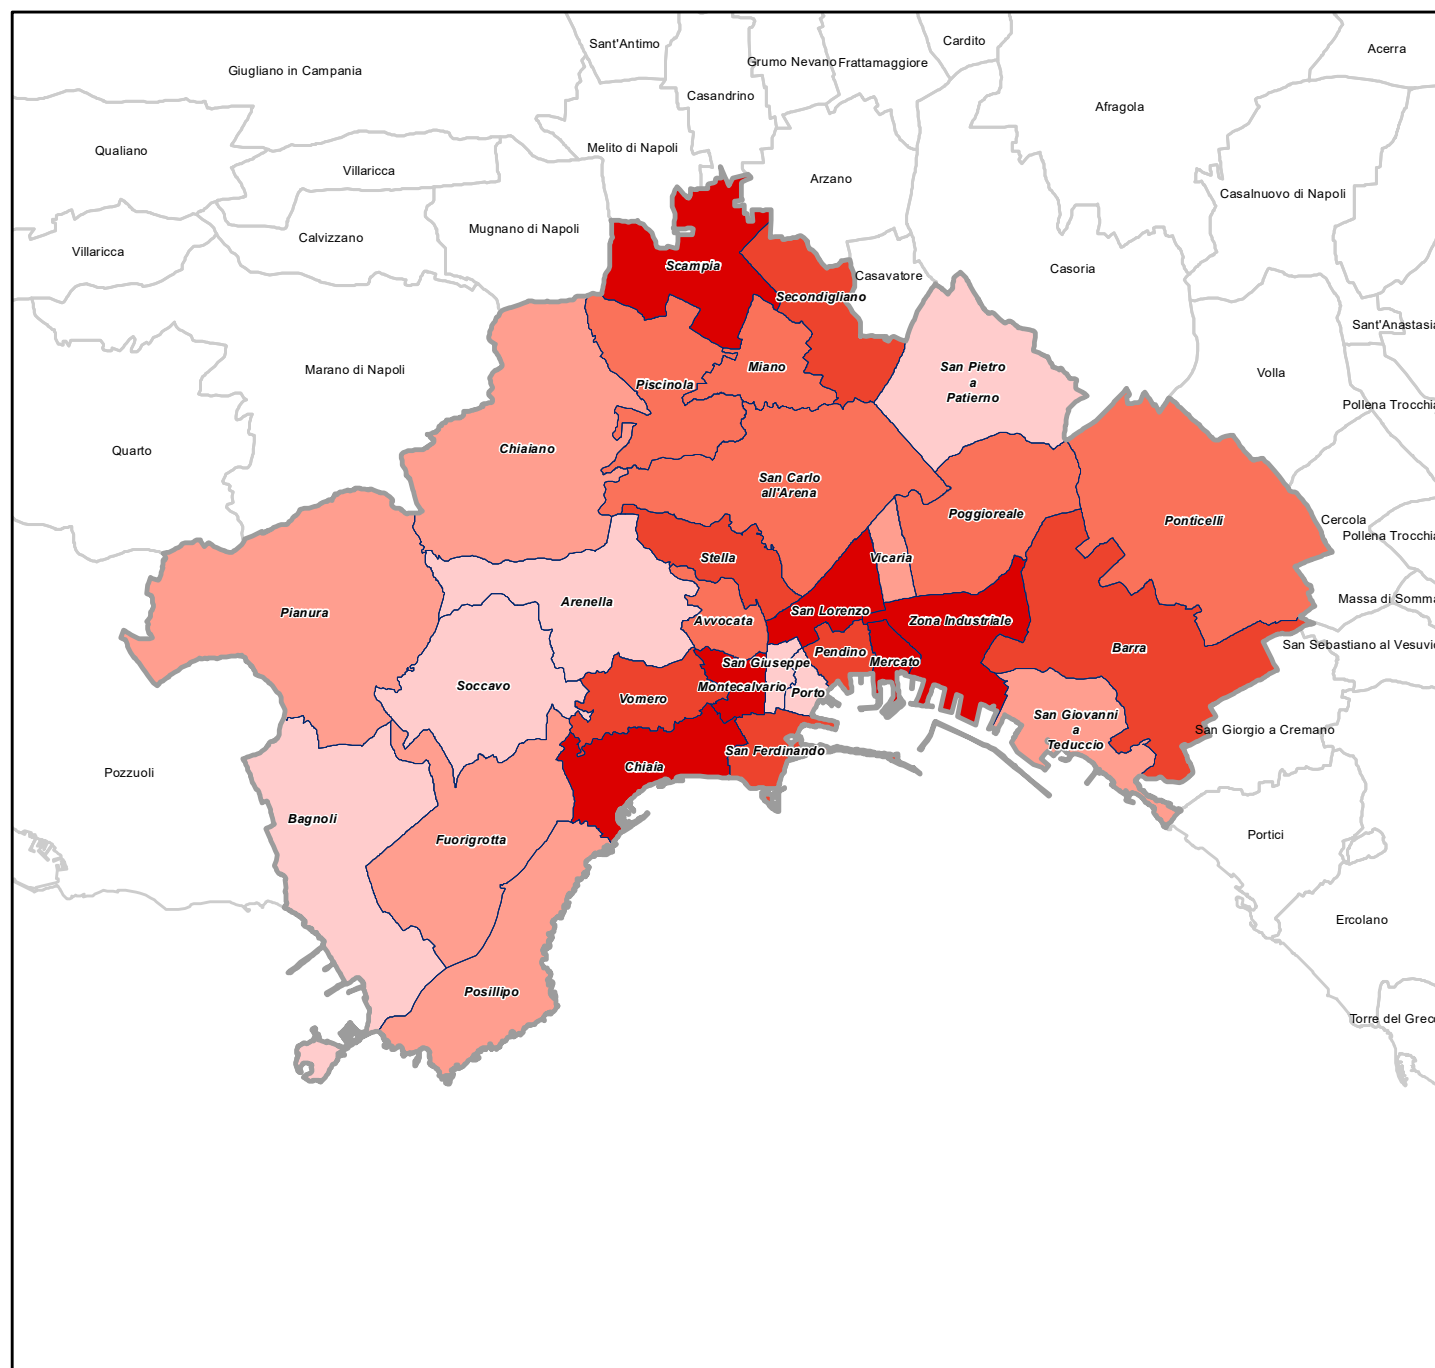 Sant'Antimo
Cardito
Acerra
Giugliano in Campania
Grumo Nevano
Frattamaggiore
Casandrino
Afragola
Qualiano
Melito di Napoli
Villaricca
Arzano
Casalnuovo di Napoli
Mugnano di Napoli
Calvizzano
Villaricca
Scampia
Casavatore
Casoria
Secondigliano
Sant'Anastasia
Marano di Napoli
Miano
San Pietro
a
Patierno
Volla
Piscinola
Pollena Trocchia
Quarto
Chiaiano
San Carlo
all'Arena
Poggioreale
Ponticelli
Cercola
Pollena Trocchia
Stella
Vicaria
Massa di Somma
Pianura
Arenella
Avvocata
San Lorenzo
Zona Industriale
Barra
San Sebastiano al Vesuvio
Pendino
San Giuseppe
Mercato
Soccavo
Vomero
Montecalvario
Porto
San Giovanni
a
Teduccio
San Giorgio a Cremano
San Ferdinando
Pozzuoli
Chiaia
Bagnoli
Fuorigrotta
Portici
Ercolano
Posillipo
Torre del Greco